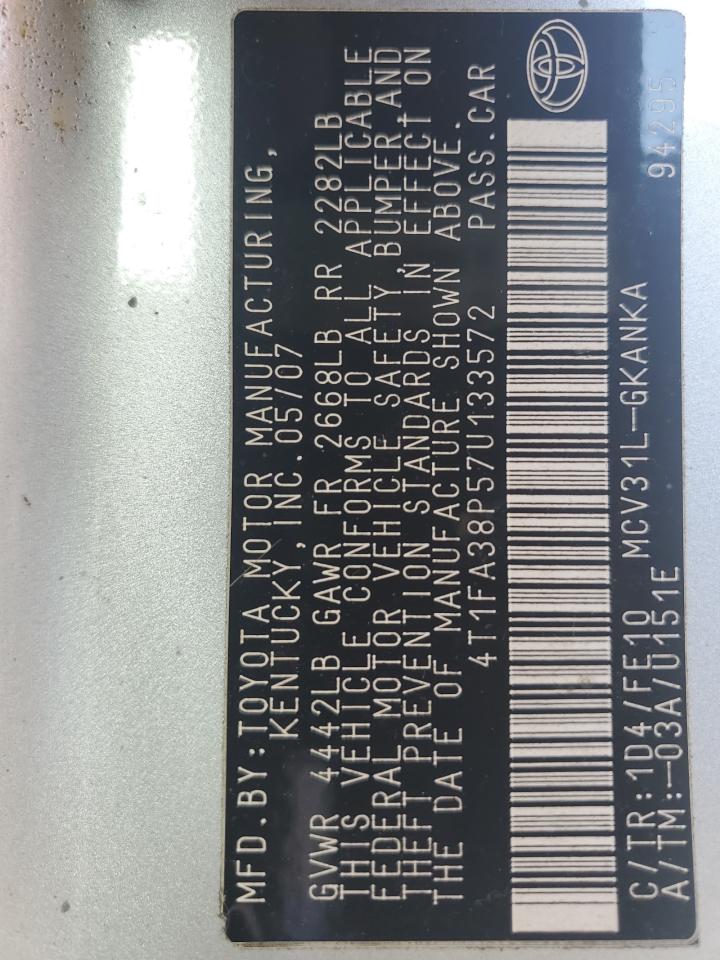 MFD.BY:TOYOTA MOTOR MANUFACTURING,
KENTUCKY,INC.05/07
GVWR 4442LB GAWR FR 2668LB RR 2282LB
THIS VEHICLE CONFORMS TO ALL APPLICABLE
FEDERAL MOTOR VEHICLE SAFETY,BUMPER,AND
THEFT PREVENTION STANDARDS IN EFFECT ON
THE DATE OF MANUFACTURE SHOWN ABOVE.
4T1FA38P57U133572 PASS.CAR
C/TR:1D4/FE10 MCV31L-GKANKA 94295
A/TM:-03A/U151E